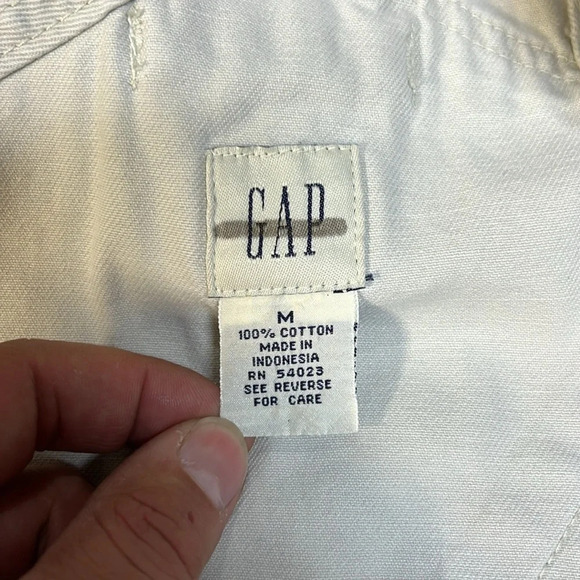 GAP
M
100% COTTON
MADE IN
INDONESIA
RN 54023
SEE REVERSE
FOR CARE